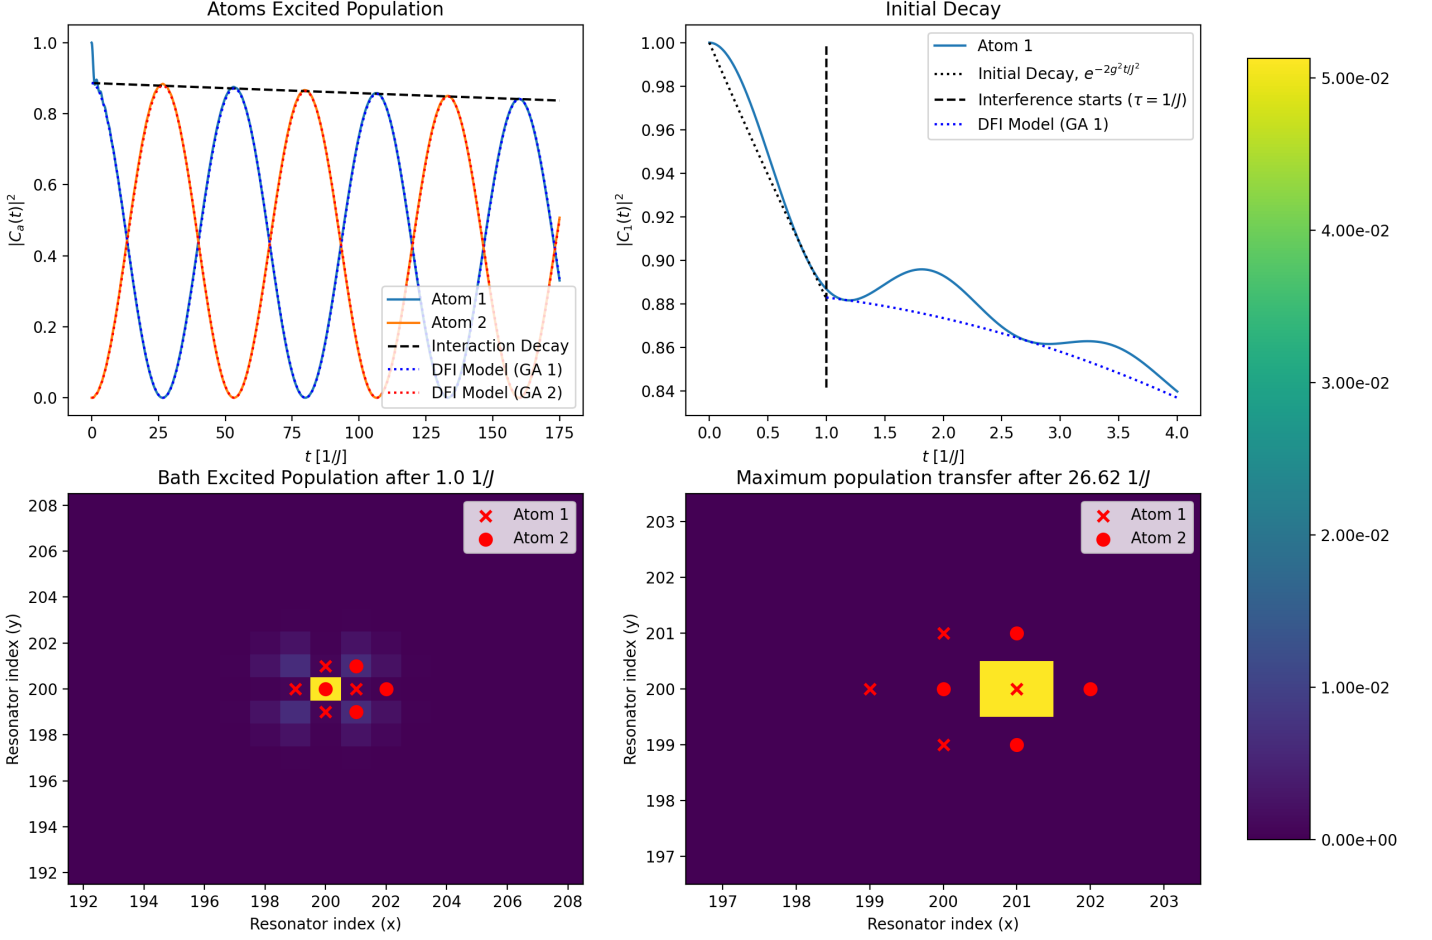 Atoms Excited Population
1.0
0.8
0.6
0.4
0.2
0.0
|C_a(t)|^2
Atom 1
Atom 2
Interaction Decay
DFI Model (GA 1)
DFI Model (GA 2)
0 25 50 75 100 125 150 175
t [1/J]
Initial Decay
1.00
0.98
0.96
0.94
0.92
0.90
0.88
0.86
0.84
|C_1(t)|^2
Atom 1
Initial Decay, e^{-2g^2t/J^2}
Interference starts (τ = 1/J)
DFI Model (GA 1)
0.0 0.5 1.0 1.5 2.0 2.5 3.0 3.5 4.0
t [1/J]
Bath Excited Population after 1.0 1/J
208
206
204
202
200
198
196
194
192
Resonator index (y)
Atom 1
Atom 2
192 194 196 198 200 202 204 206 208
Resonator index (x)
Maximum population transfer after 26.62 1/J
203
202
201
200
199
198
197
Resonator index (y)
Atom 1
Atom 2
197 198 199 200 201 202 203
Resonator index (x)
5.00e-02
4.00e-02
3.00e-02
2.00e-02
1.00e-02
0.00e+00